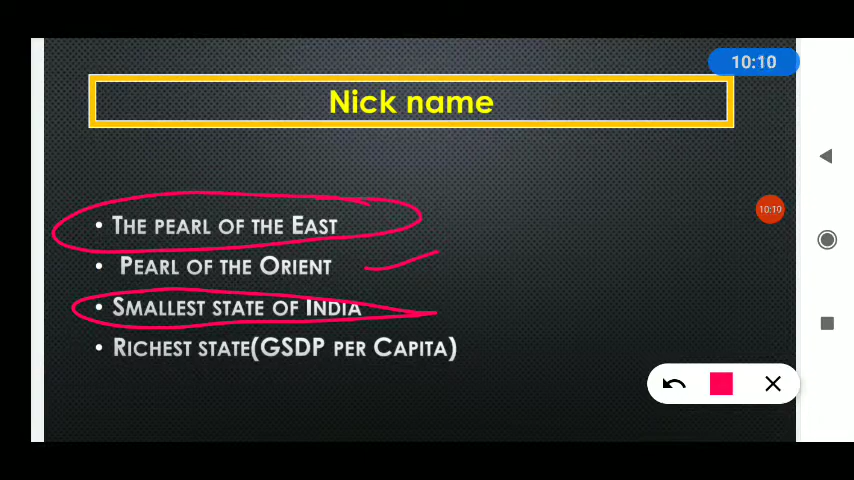 10:10
Nick name
10:10
• The pearl of the East
• Pearl of the Orient
• Smallest state of India
• Richest state(GSDP per Capita)